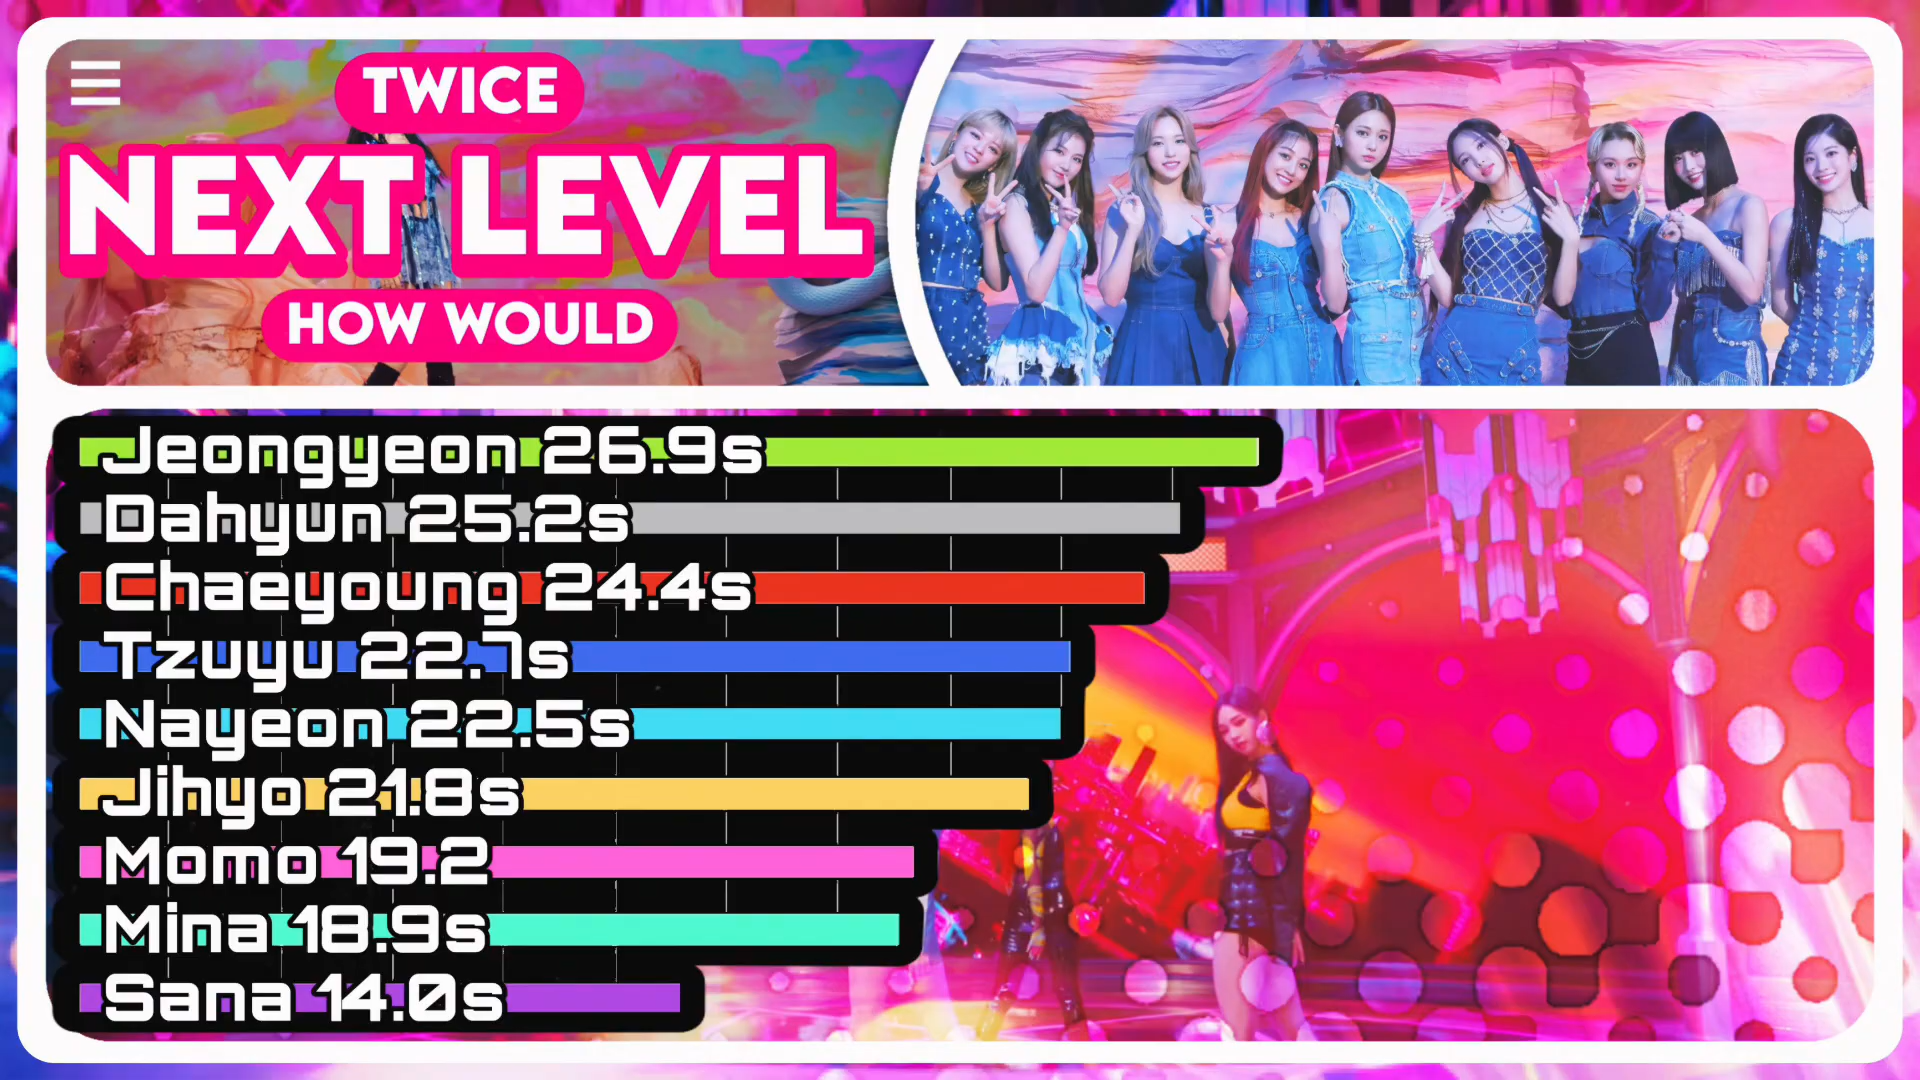 TWICE
NEXT LEVEL
HOW WOULD
Jeongyeon 26.9s
Dahyun 25.2s
Chaeyoung 24.4s
Tzuyu 22.7s
Nayeon 22.5s
Jihyo 21.8s
Momo 19.2
Mina 18.9s
Sana 14.0s